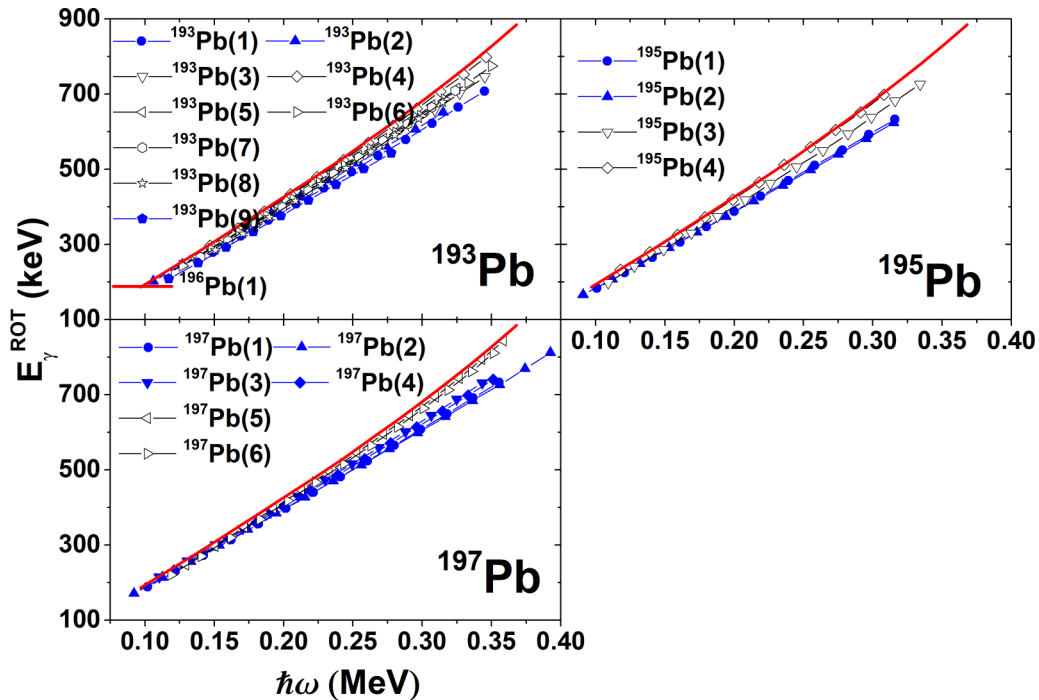 900
700
500
300
100
¹⁹³Pb(1) ¹⁹³Pb(2)
¹⁹³Pb(3) ¹⁹³Pb(4)
¹⁹³Pb(5) ¹⁹³Pb(6)
¹⁹³Pb(7)
¹⁹³Pb(8)
¹⁹³Pb(9)
¹⁹⁶Pb(1)
¹⁹³Pb
¹⁹⁵Pb(1)
¹⁹⁵Pb(2)
¹⁹⁵Pb(3)
¹⁹⁵Pb(4)
¹⁹⁵Pb
0.10 0.15 0.20 0.25 0.30 0.35 0.40
E_γ^ROT (keV)
700
500
300
100
¹⁹⁷Pb(1) ¹⁹⁷Pb(2)
¹⁹⁷Pb(3) ¹⁹⁷Pb(4)
¹⁹⁷Pb(5)
¹⁹⁷Pb(6)
¹⁹⁷Pb
0.10 0.15 0.20 0.25 0.30 0.35 0.40
ħω (MeV)